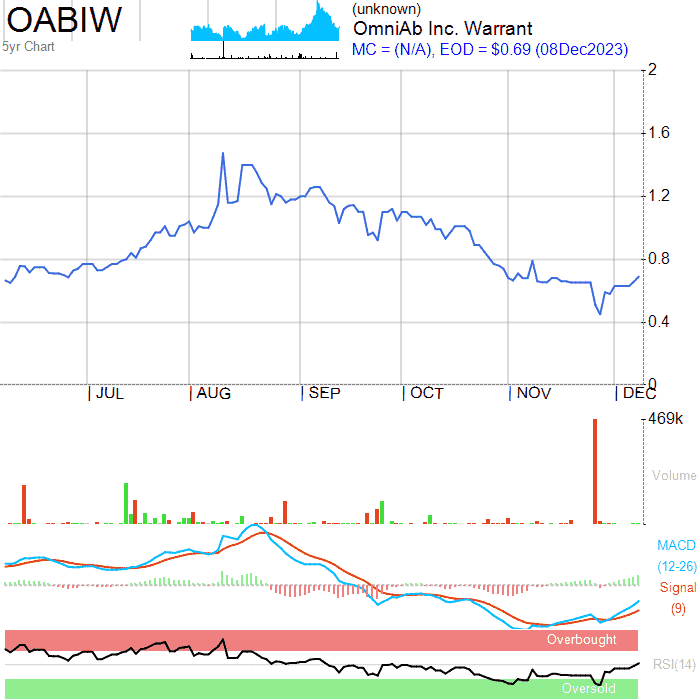 OABIW
5yr Chart
(unknown)
OmniAb Inc. Warrant
MC = (N/A), EOD = $0.69 (08Dec2023)
2
1.6
1.2
0.8
0.4
0
JUL AUG SEP OCT NOV DEC
469k
Volume
MACD
(12-26)
Signal
(9)
Overbought
RSI(14)
Oversold